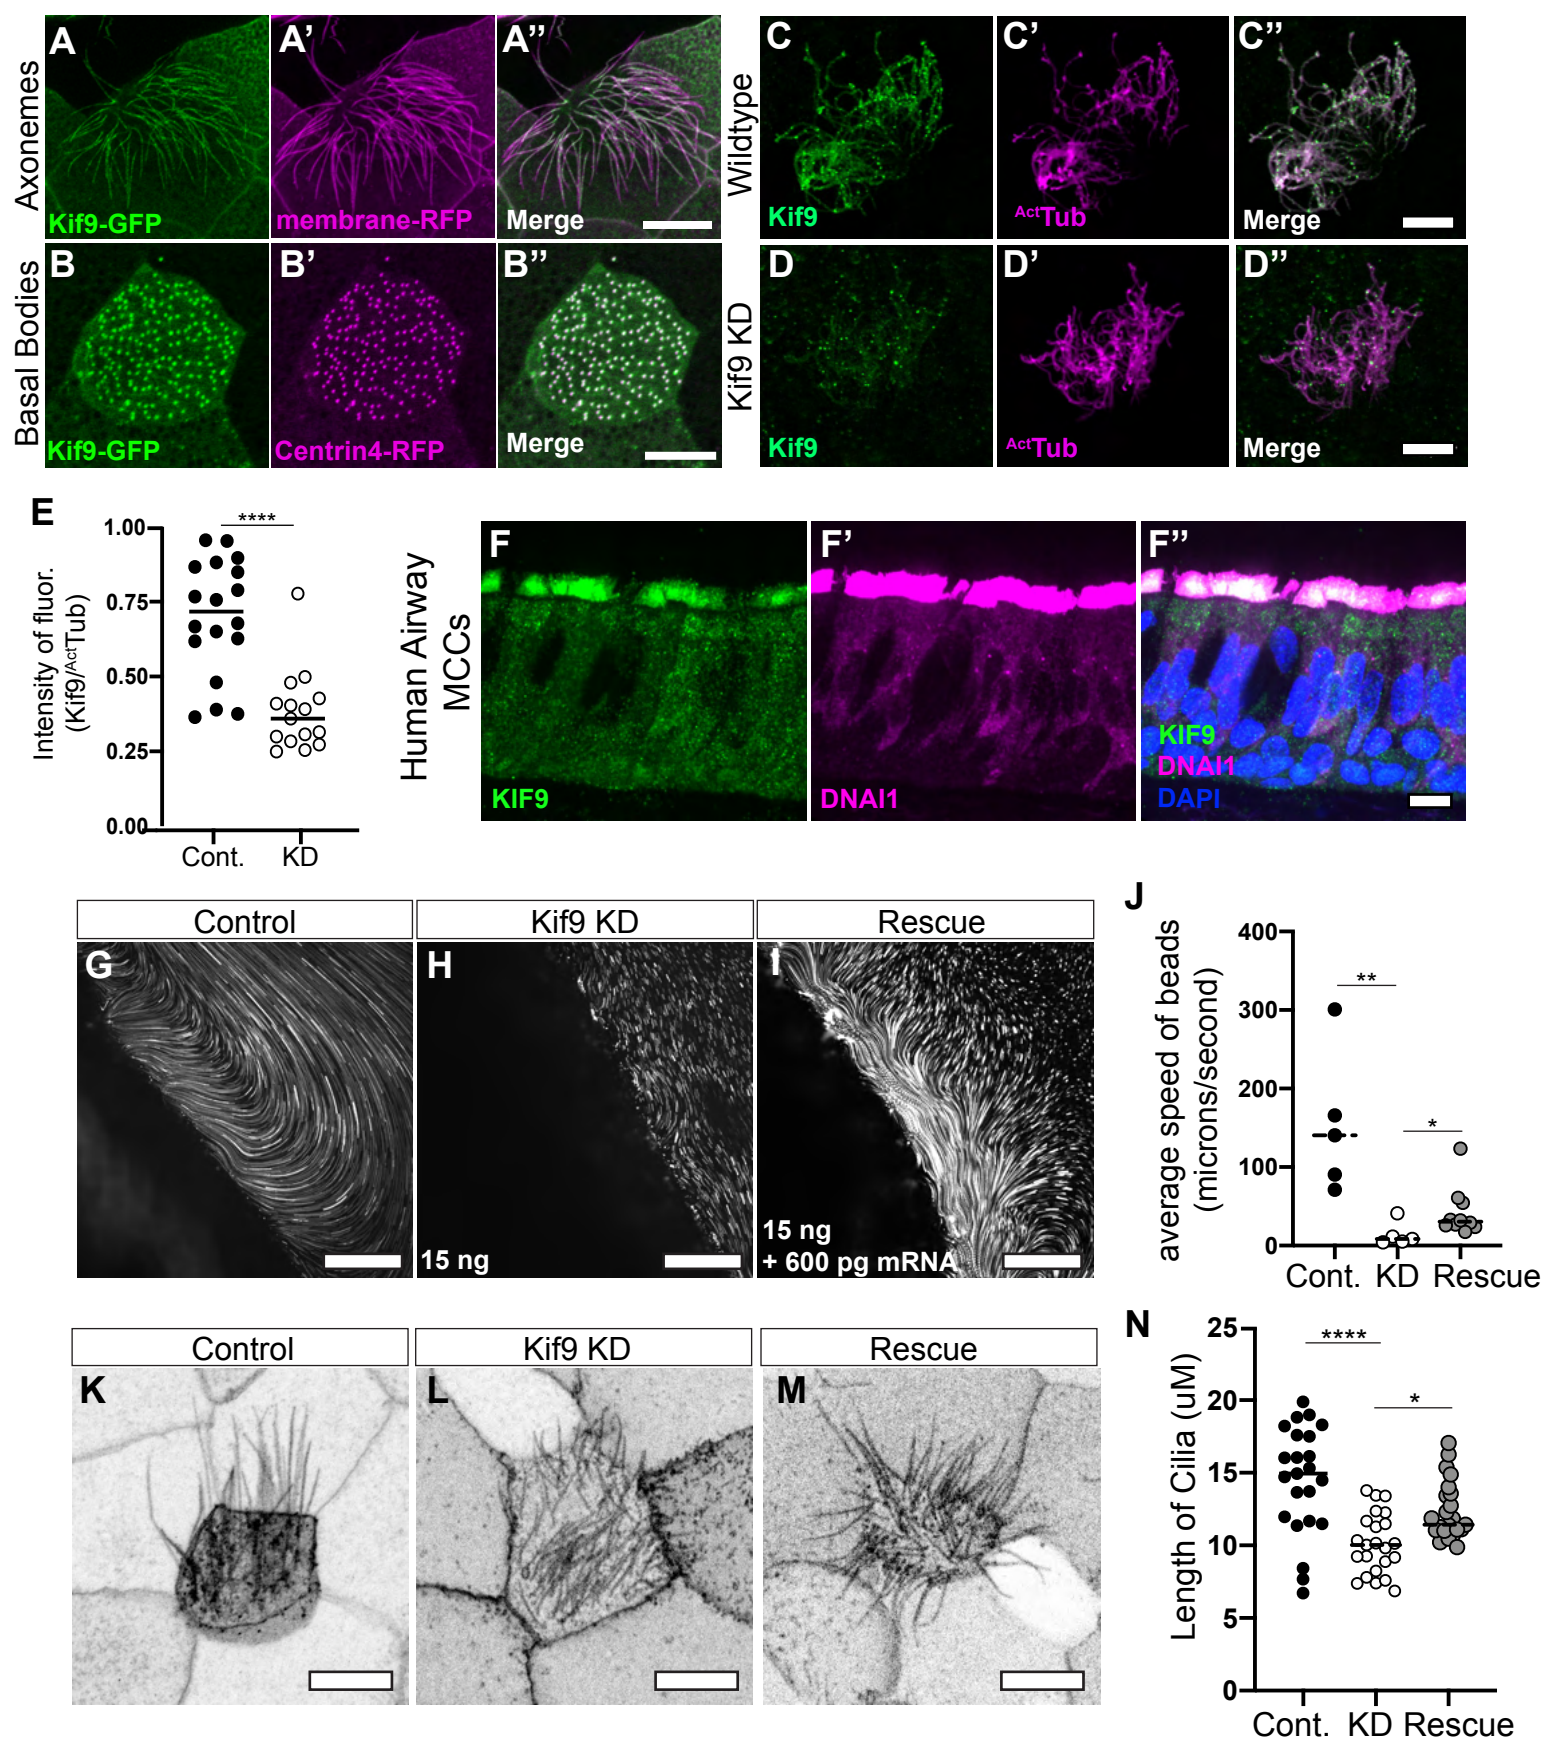 Axonemes
A
Kif9-GFP
A’
membrane-RFP
A’’
Merge
Basal Bodies
B
Kif9-GFP
B’
Centrin4-RFP
B’’
Merge
Wildtype
C
Kif9
C’
ActTub
C’’
Merge
Kif9 KD
D
Kif9
D’
ActTub
D’’
Merge
E
Intensity of fluor.
(Kif9/ActTub)
1.00
0.75
0.50
0.25
0.00
****
Cont.
KD
Human Airway
MCCs
F
KIF9
F’
DNAI1
F’’
KIF9
DNAI1
DAPI
Control
Kif9 KD
Rescue
G
H
15 ng
I
15 ng
+ 600 pg mRNA
J
average speed of beads
(microns/second)
400
300
200
100
0
**
*
Cont.
KD
Rescue
Control
Kif9 KD
Rescue
K
L
M
N
Length of Cilia (uM)
25
20
15
10
5
0
****
*
Cont.
KD
Rescue